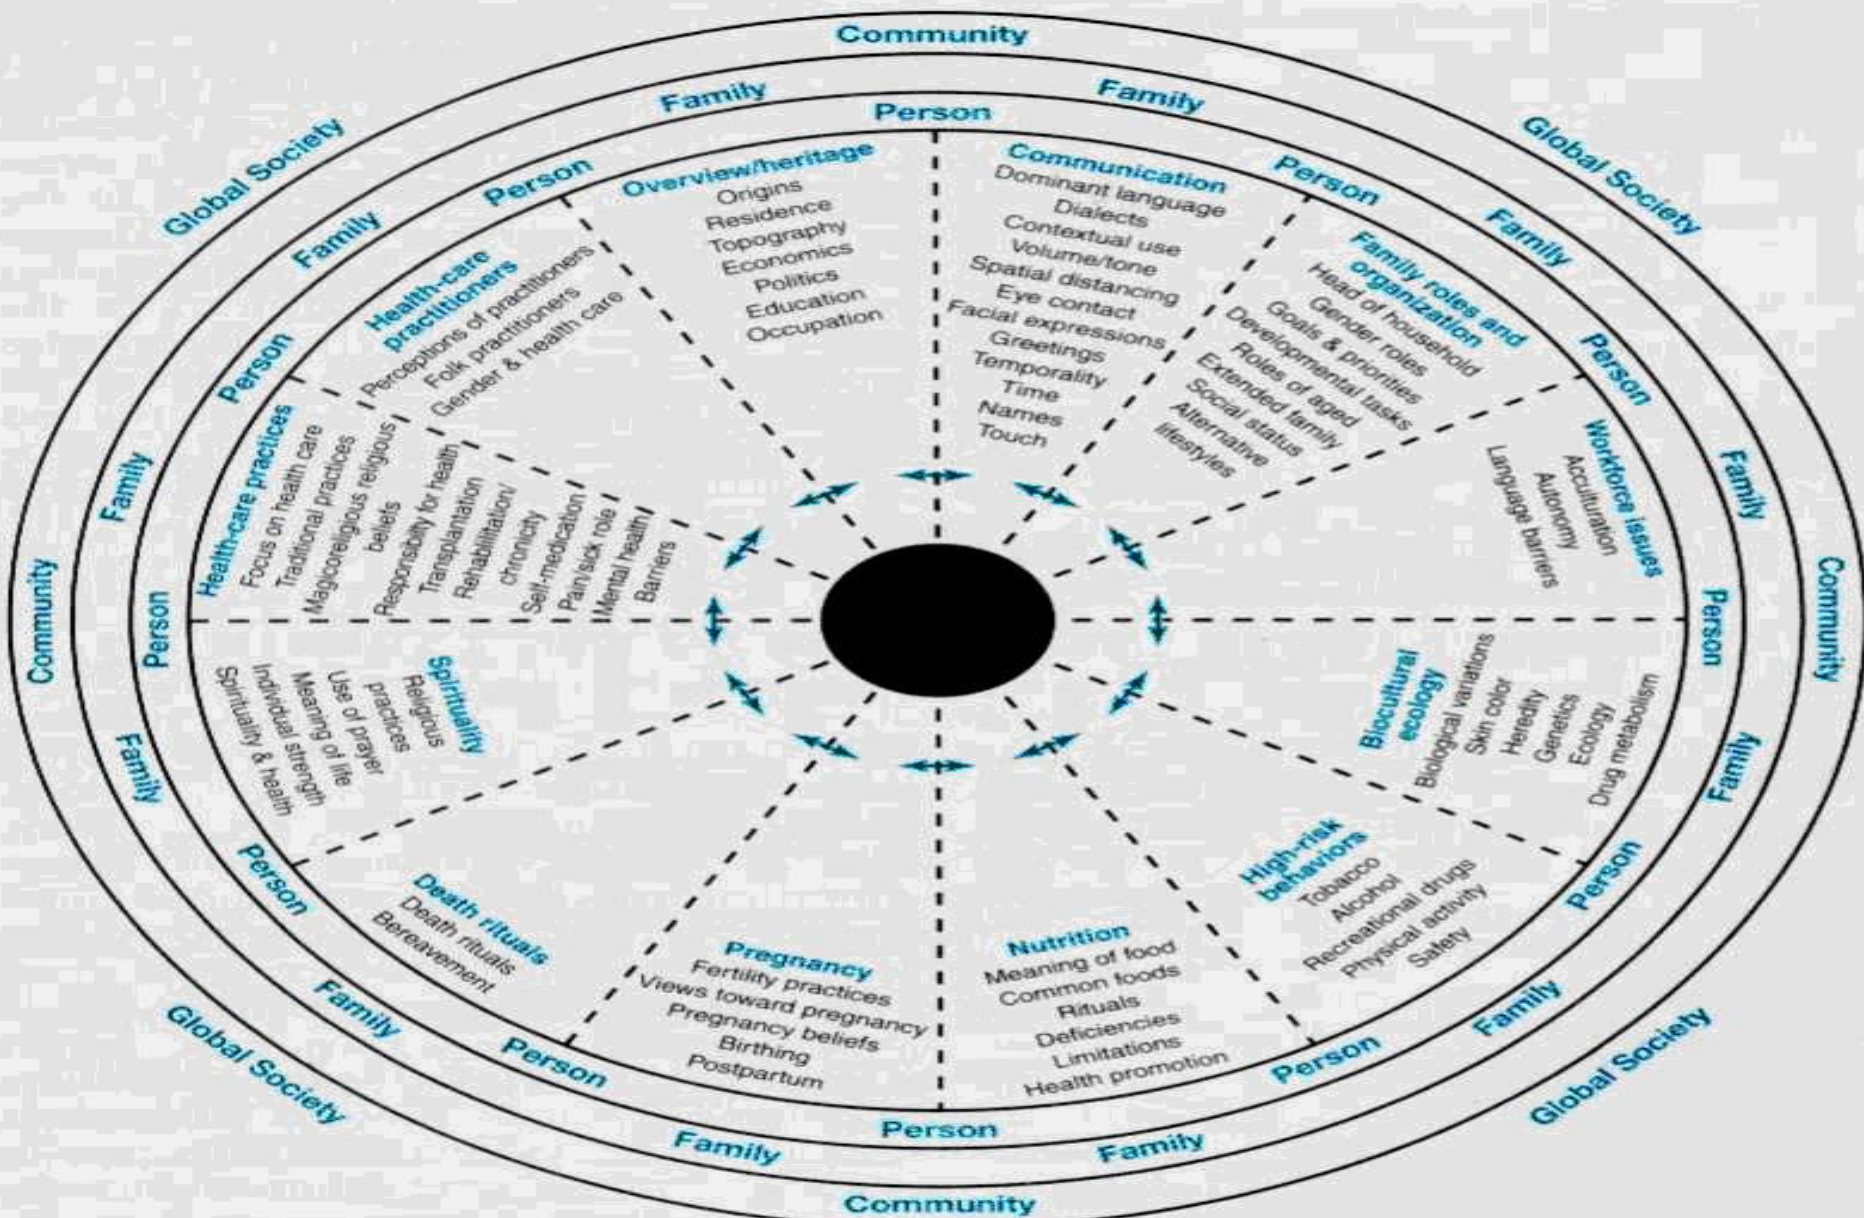 Community
Family
Family
Person
Global Society
Global Society
Person
Person
Family
Family
Person
Person
Family
Family
Community
Community
Person
Person
Family
Family
Person
Person
Family
Family
Person
Person
Global Society
Global Society
Person
Family
Family
Community
Overview/heritage
Origins
Residence
Topography
Economics
Politics
Education
Occupation
Communication
Dominant language
Dialects
Contextual use
Volume/tone
Spatial distancing
Eye contact
Facial expressions
Greetings
Temporality
Time
Names
Touch
Family roles and
organization
Head of household
Gender roles
Goals & priorities
Developmental tasks
Roles of aged
Extended family
Social status
Alternative
lifestyles
Workforce issues
Acculturation
Autonomy
Language barriers
Biocultural
ecology
Biological variations
Skin color
Heredity
Genetics
Ecology
Drug metabolism
High-risk
behaviors
Tobacco
Alcohol
Recreational drugs
Physical activity
Safety
Nutrition
Meaning of food
Common foods
Rituals
Deficiencies
Limitations
Health promotion
Pregnancy
Fertility practices
Views toward pregnancy
Pregnancy beliefs
Birthing
Postpartum
Death rituals
Death rituals
Bereavement
Spirituality
Religious
practices
Use of prayer
Meaning of life
Individual strength
Spirituality & health
Health-care practices
Focus on health care
Traditional practices
Magicoreligious religious
beliefs
Responsibility for health
Transplantation
Rehabilitation/
chronicity
Self-medication
Pain/sick role
Mental health
Barriers
Health-care
practitioners
Perceptions of practitioners
Folk practitioners
Gender & health care